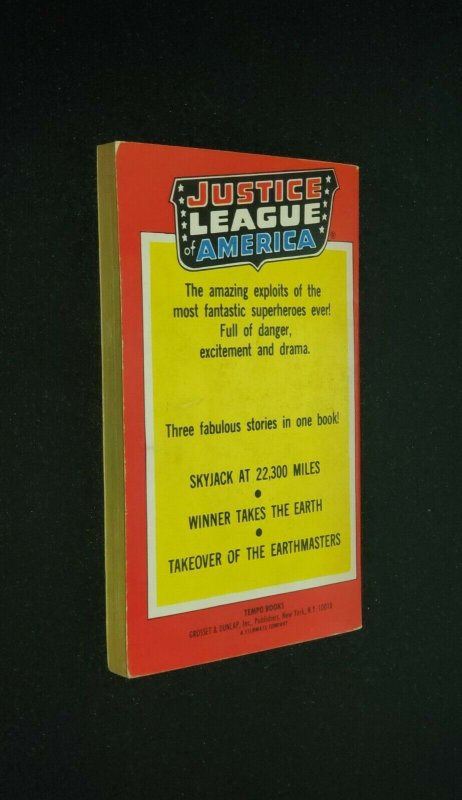 JUSTICE
LEAGUE
of AMERICA ®
The amazing exploits of the
most fantastic superheroes ever!
Full of danger,
excitement and drama.
Three fabulous stories in one book!
SKYJACK AT 22,300 MILES
•
WINNER TAKES THE EARTH
•
TAKEOVER OF THE EARTHMASTERS
TEMPO BOOKS
GROSSET & DUNLAP, Inc., Publishers, New York, N.Y. 10010
A FILMWAYS COMPANY